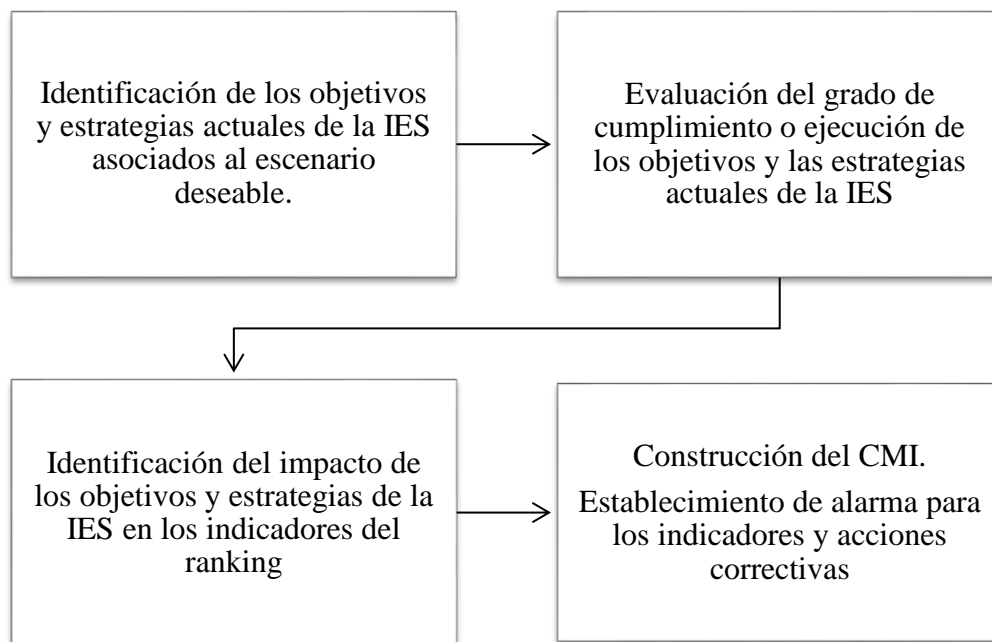 Identificación de los objetivos
y estrategias actuales de la IES
asociados al escenario
deseable.
Evaluación del grado de
cumplimiento o ejecución de
los objetivos y las estrategias
actuales de la IES
Identificación del impacto de
los objetivos y estrategias de la
IES en los indicadores del
ranking
Construcción del CMI.
Establecimiento de alarma para
los indicadores y acciones
correctivas